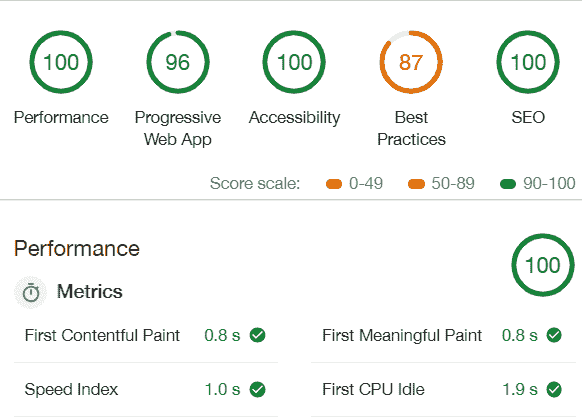 100 96 100 87 100
Performance Progressive Web App Accessibility Best Practices SEO
Score scale: 0-49 50-89 90-100
Performance 100
Metrics
First Contentful Paint 0.8 s First Meaningful Paint 0.8 s
Speed Index 1.0 s First CPU Idle 1.9 s